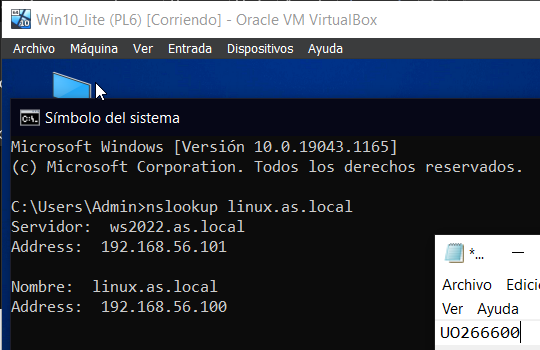 Win10_lite (PL6) [Corriendo] - Oracle VM VirtualBox
Archivo Máquina Ver Entrada Dispositivos Ayuda
Símbolo del sistema
Microsoft Windows [Versión 10.0.19043.1165]
(c) Microsoft Corporation. Todos los derechos reservados.
C:\Users\Admin>nslookup linux.as.local
Servidor:  ws2022.as.local
Address:  192.168.56.101
Nombre:  linux.as.local
Address:  192.168.56.100
*...
Archivo Edició
Ver Ayuda
UO266600